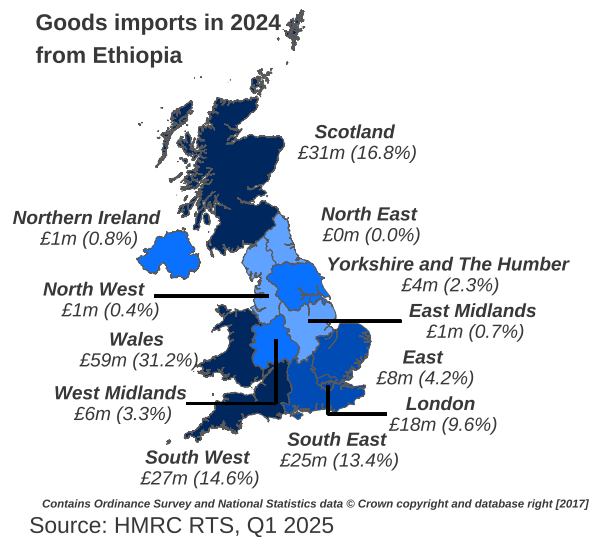 Goods imports in 2024
from Ethiopia
Scotland
£31m (16.8%)
Northern Ireland
£1m (0.8%)
North East
£0m (0.0%)
Yorkshire and The Humber
£4m (2.3%)
North West
£1m (0.4%)
East Midlands
£1m (0.7%)
Wales
£59m (31.2%)
East
£8m (4.2%)
West Midlands
£6m (3.3%)
London
£18m (9.6%)
South East
£25m (13.4%)
South West
£27m (14.6%)
Contains Ordinance Survey and National Statistics data © Crown copyright and database right [2017]
Source: HMRC RTS, Q1 2025